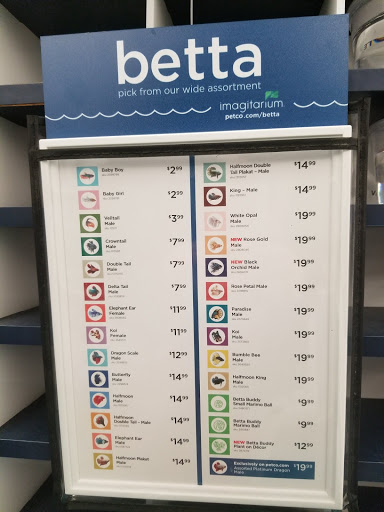 betta
pick from our wide assortment
imagitarium
petco.com/betta
Baby Boy
$2.99
Baby Girl
$2.99
Veiltail
Male
$3.99
Crowntail
Male
$7.99
Double Tail
Male
$7.99
Delta Tail
Male
$7.99
Elephant Ear
Female
$11.99
Koi
Female
$11.99
Dragon Scale
Male
$12.99
Butterfly
Male
$14.99
Halfmoon
Male
$14.99
Halfmoon
Double Tail - Male
$14.99
Elephant Ear
Male
$14.99
Halfmoon Plakat
Male
$14.99
Halfmoon Double
Tail Plakat - Male
$14.99
King - Male
$14.99
White Opal
Male
$19.99
NEW Rose Gold
Male
$19.99
NEW Black
Orchid Male
$19.99
Rose Petal Male
$19.99
Paradise
Male
$19.99
Koi
Male
$19.99
Bumble Bee
Male
$19.99
Halfmoon King
Male
$19.99
Betta Buddy
Small Marimo Ball
$9.99
Betta Buddy
Marimo Ball
$9.99
NEW Betta Buddy
Plant on Décor
$12.99
Exclusively on petco.com
Assorted Platinum Dragon
Male
$19.99